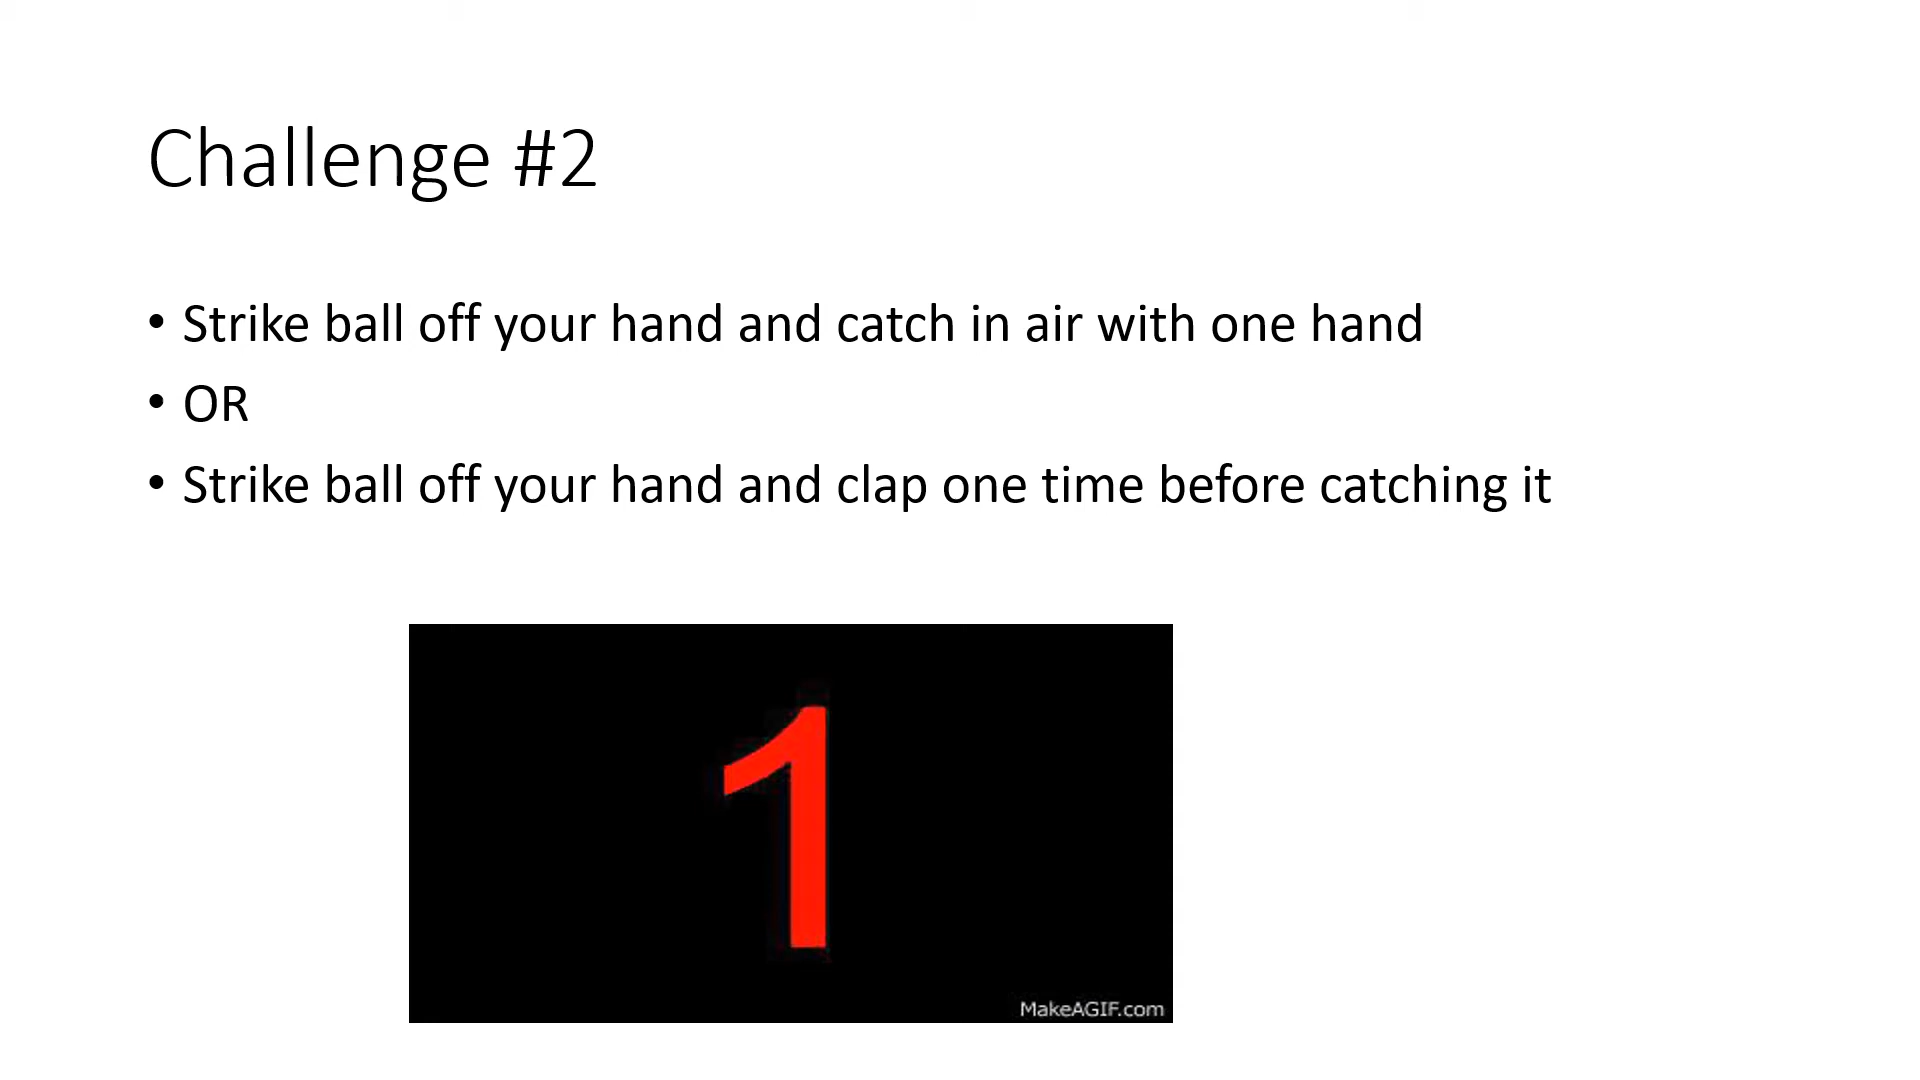 Challenge #2
• Strike ball off your hand and catch in air with one hand
• OR
• Strike ball off your hand and clap one time before catching it
1
MakeAGIF.com